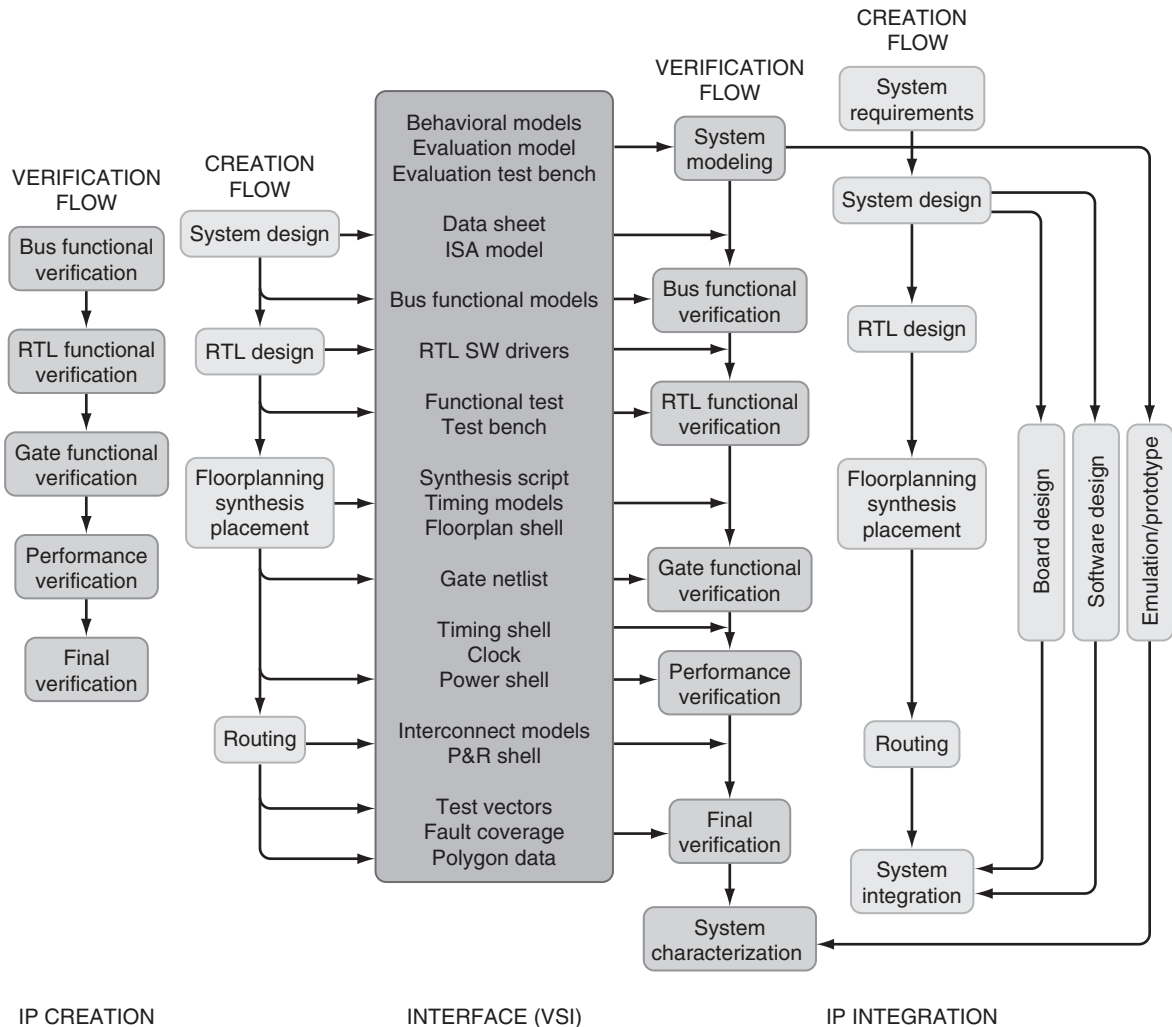 VERIFICATION
FLOW
Bus functional
verification
RTL functional
verification
Gate functional
verification
Performance
verification
Final
verification
CREATION
FLOW
System design
RTL design
Floorplanning
synthesis
placement
Routing
Behavioral models
Evaluation model
Evaluation test bench
Data sheet
ISA model
Bus functional models
RTL SW drivers
Functional test
Test bench
Synthesis script
Timing models
Floorplan shell
Gate netlist
Timing shell
Clock
Power shell
Interconnect models
P&R shell
Test vectors
Fault coverage
Polygon data
VERIFICATION
FLOW
System
modeling
Bus functional
verification
RTL functional
verification
Gate functional
verification
Performance
verification
Final
verification
System
characterization
CREATION
FLOW
System
requirements
System design
RTL design
Floorplanning
synthesis
placement
Routing
System
integration
Board design
Software design
Emulation/prototype
IP CREATION
INTERFACE (VSI)
IP INTEGRATION